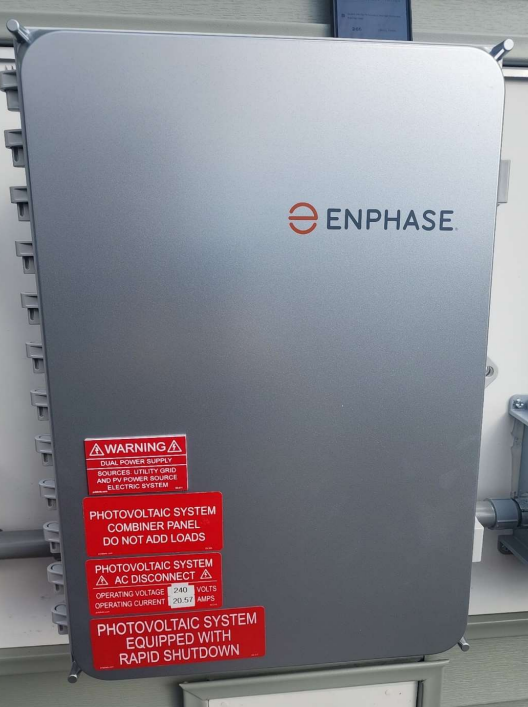 ENPHASE
WARNING
DUAL POWER SUPPLY
SOURCES: UTILITY GRID
AND PV POWER SOURCE
ELECTRIC SYSTEM
PHOTOVOLTAIC SYSTEM
COMBINER PANEL
DO NOT ADD LOADS
PHOTOVOLTAIC SYSTEM
AC DISCONNECT
OPERATING VOLTAGE 240 VOLTS
OPERATING CURRENT 20.57 AMPS
PHOTOVOLTAIC SYSTEM
EQUIPPED WITH
RAPID SHUTDOWN